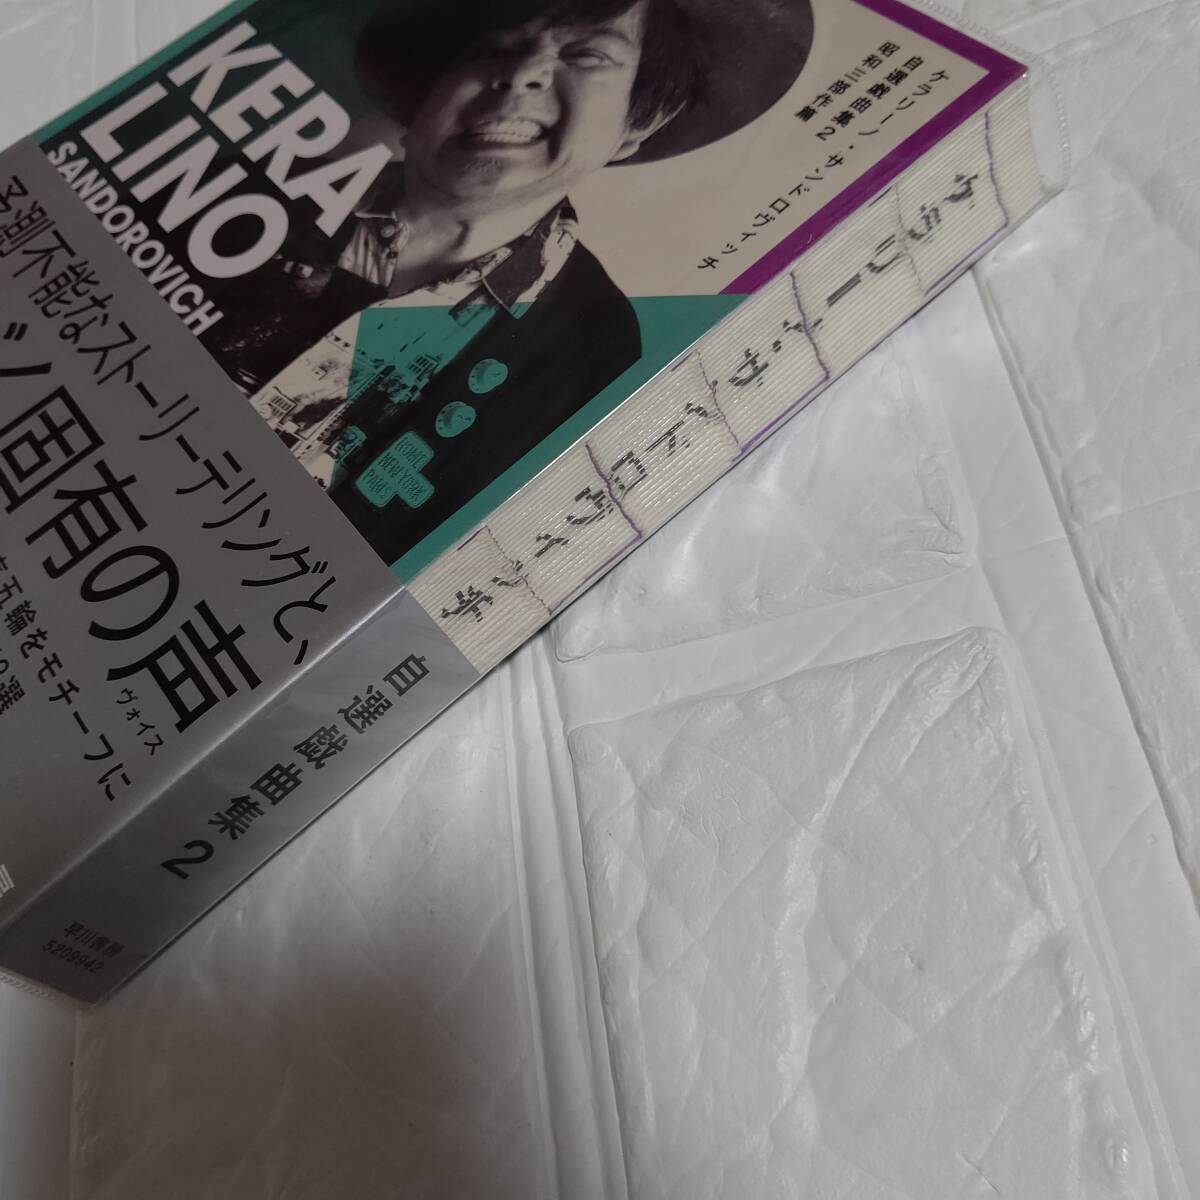 KERA
LINO
SANDOROVICH
ケラリーノ・サンドロヴィッチ
自選戯曲集2
昭和三部作篇
ROME
NEW YORK
PARIS
予測不能なストーリーテリングと、
固有の声
ヴォイス
五輪をモチーフに
ケラリーノ・サンドロヴィッチ
自選戯曲集2
早川書房
5209942